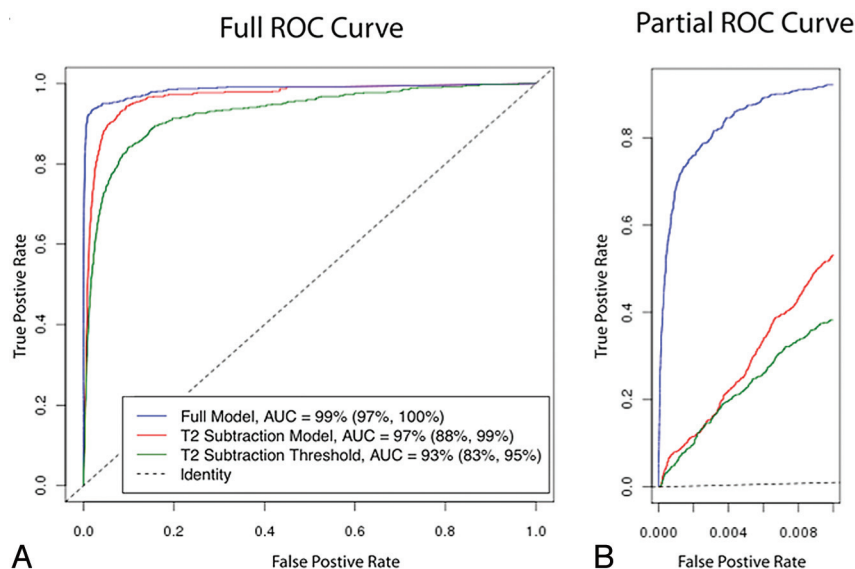 Full ROC Curve
Partial ROC Curve
True Postive Rate
1.0
0.8
0.6
0.4
0.2
0.0
Full Model, AUC = 99% (97%, 100%)
T2 Subtraction Model, AUC = 97% (88%, 99%)
T2 Subtraction Threshold, AUC = 93% (83%, 95%)
Identity
0.0 0.2 0.4 0.6 0.8 1.0
False Postive Rate
A
True Postive Rate
0.8
0.6
0.4
0.2
0.0
0.000 0.004 0.008
False Postive Rate
B